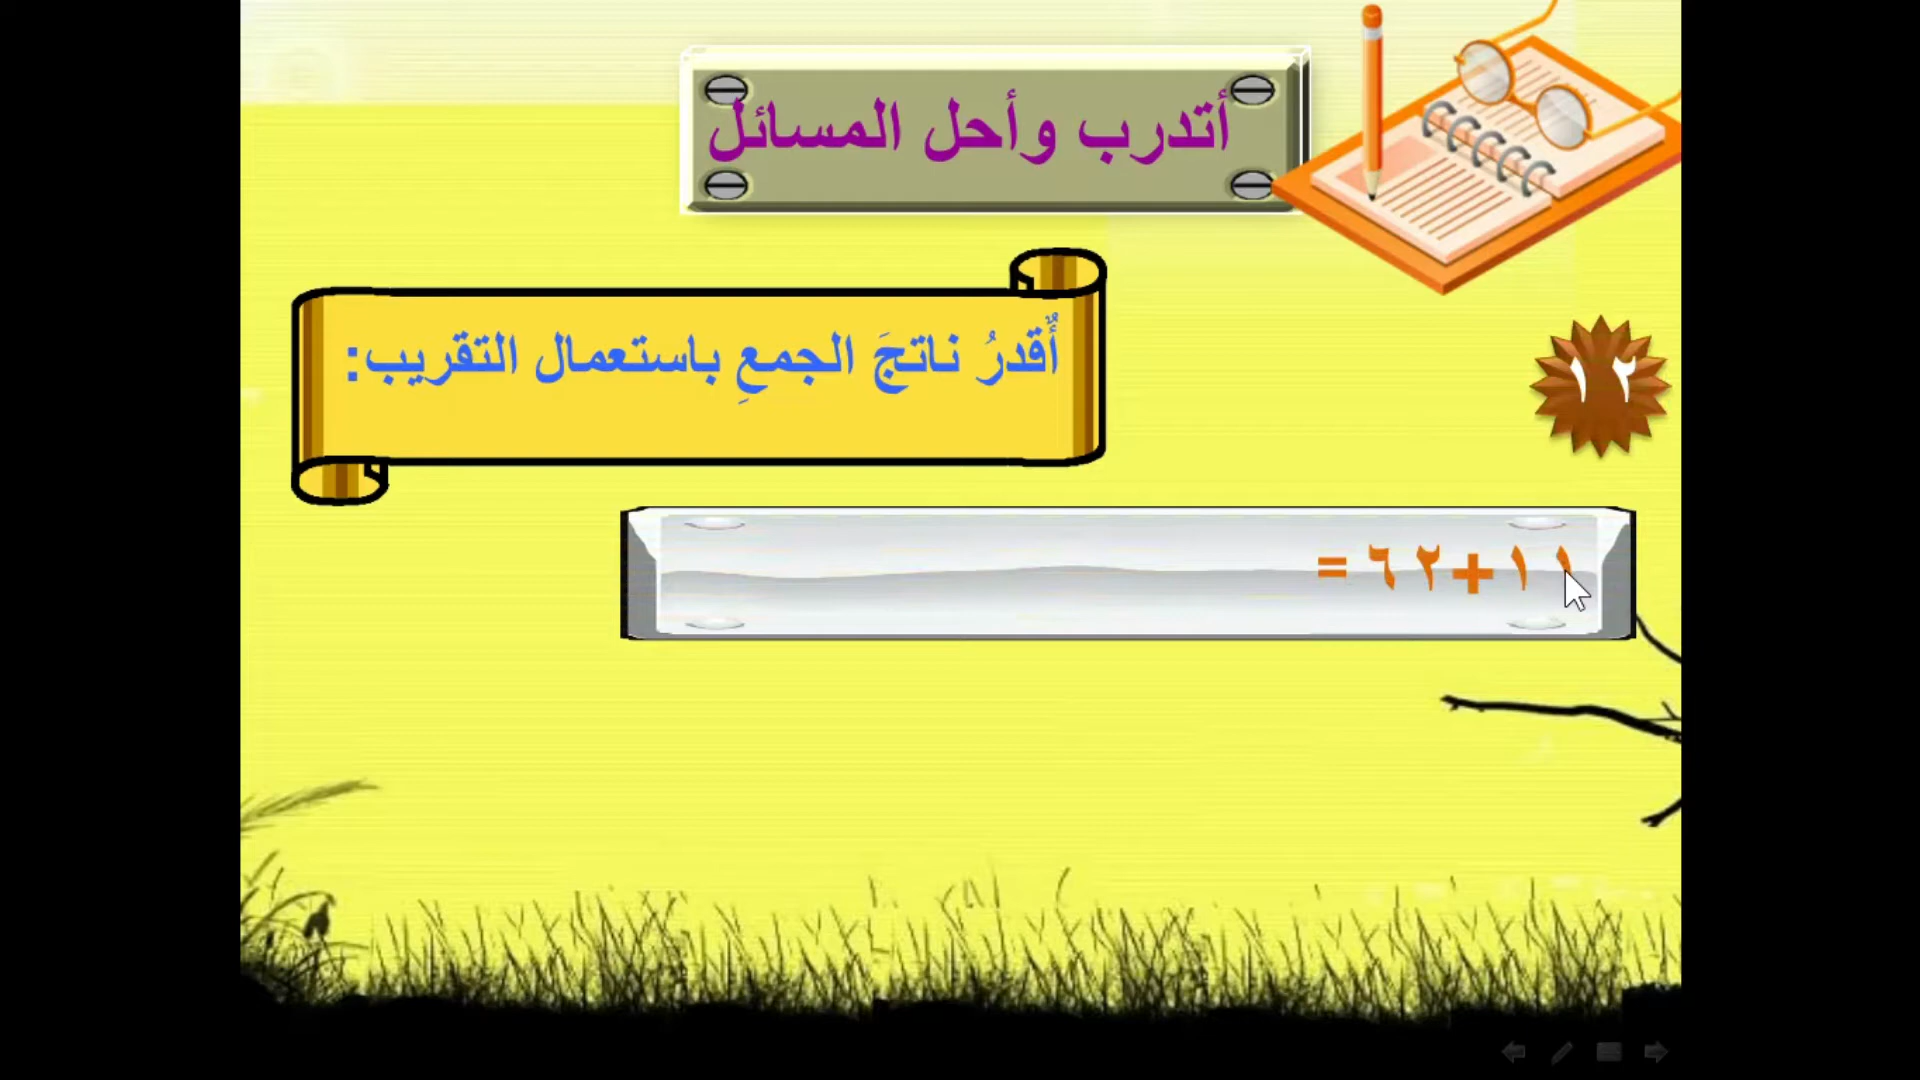 أتدرب وأحل المسائل
أُقدرُ ناتجَ الجمعِ باستعمال التقريب:
١٢
١١+٦٢ =